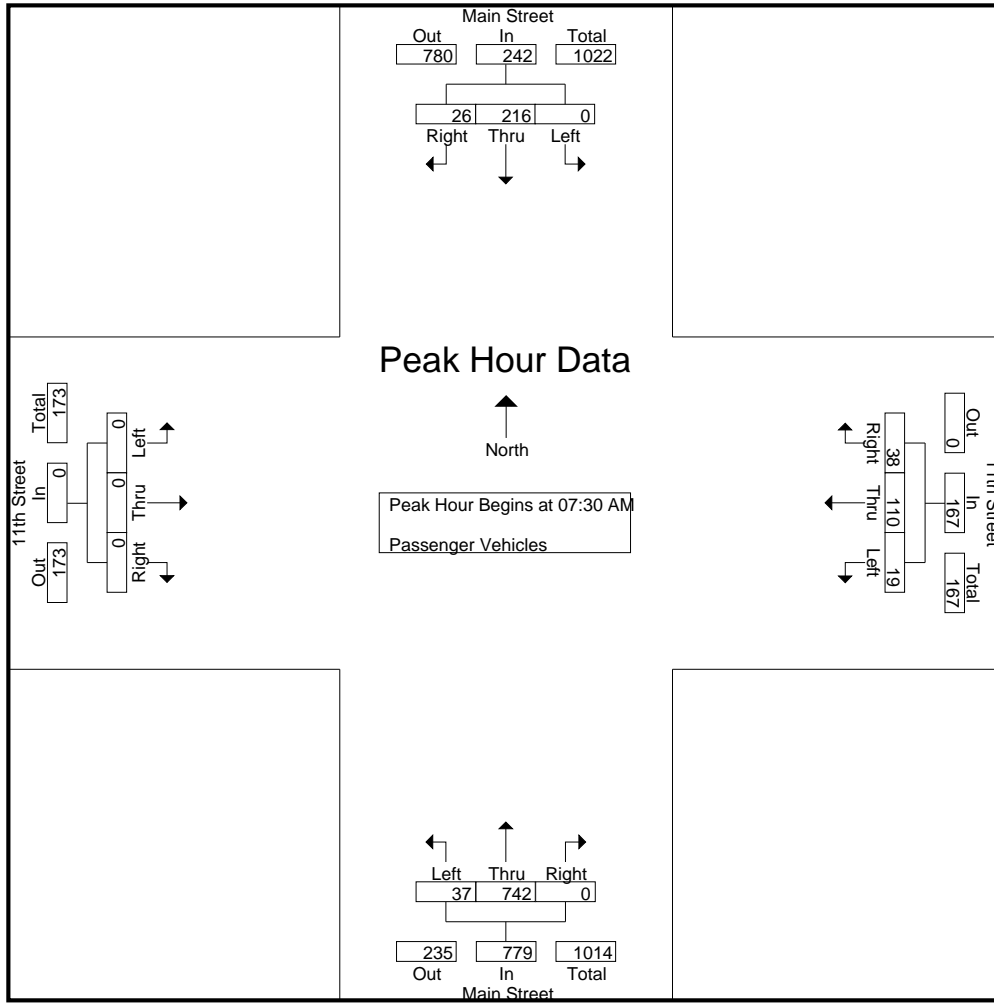 Main Street
Out In Total
780 242 1022
26 216 0
Right Thru Left
Peak Hour Data
North
Peak Hour Begins at 07:30 AM
Passenger Vehicles
11th Street
Out In Total
173 0 173
0 0 0
Left Thru Right
Right Thru Left
38 110 19
Out In Total
0 167 167
11th Street
Left Thru Right
37 742 0
235 779 1014
Out In Total
Main Street